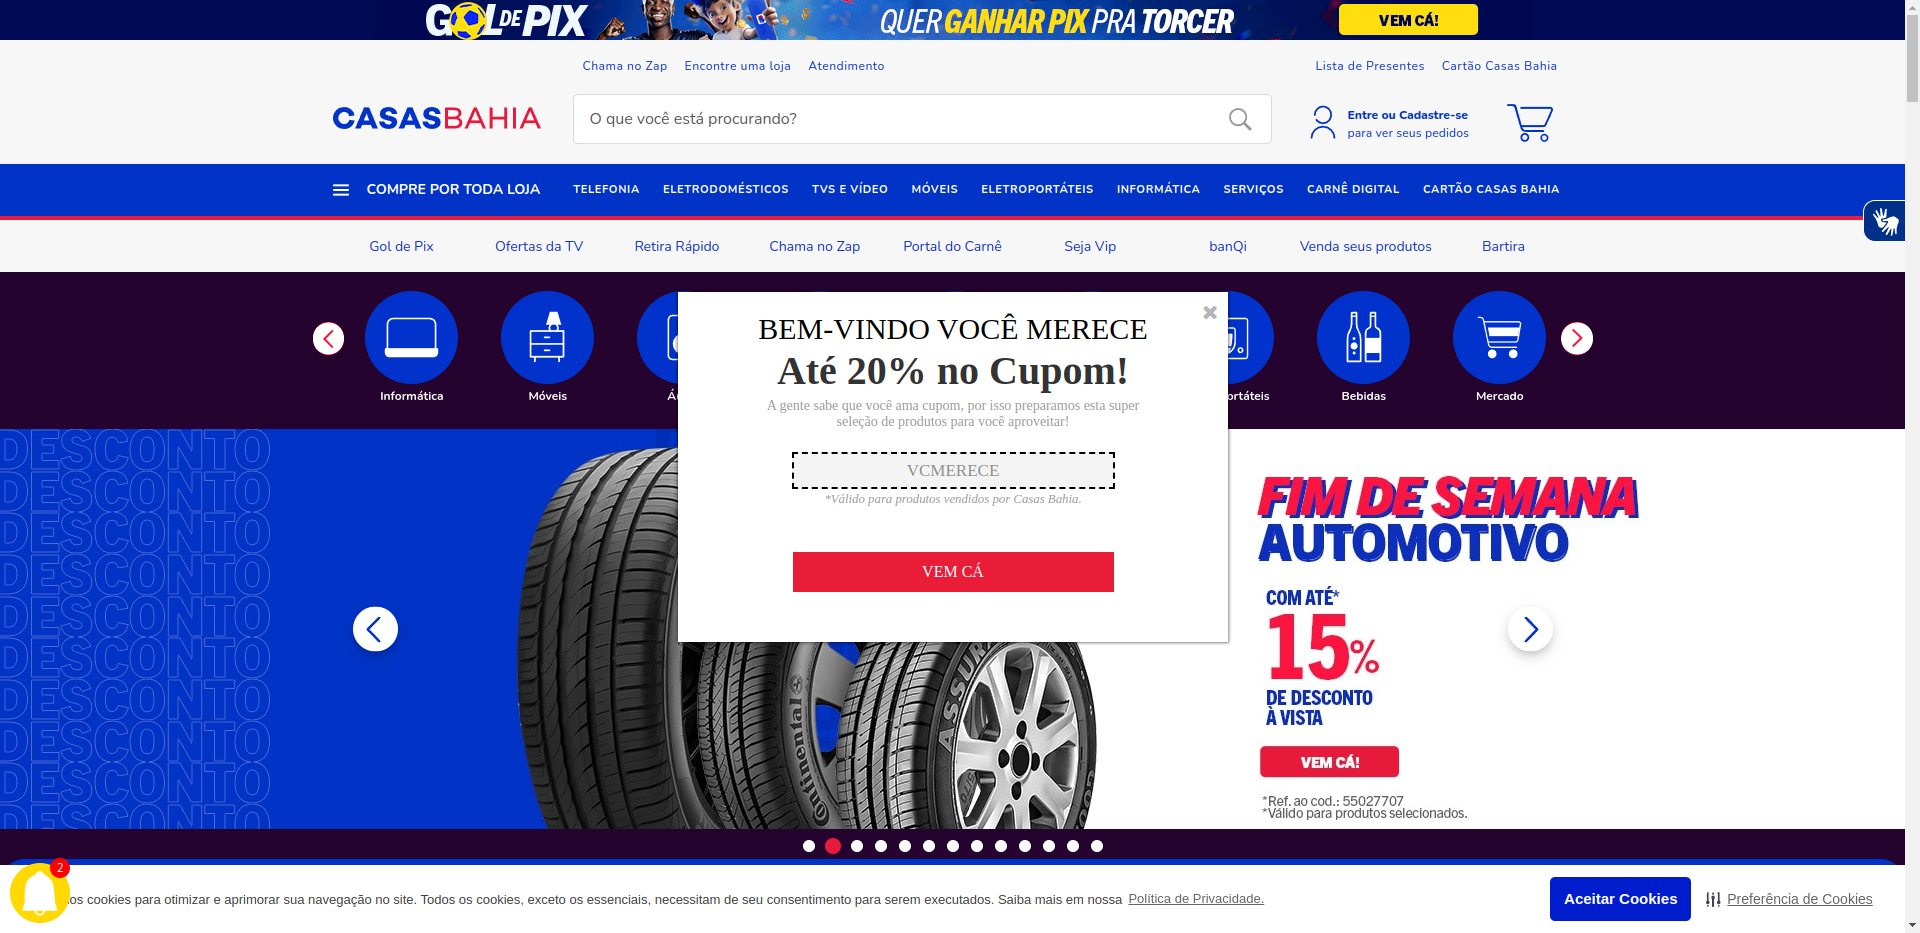 GOL DE PIX
QUER GANHAR PIX PRA TORCER
VEM CÁ!
Chama no Zap Encontre uma loja Atendimento
Lista de Presentes Cartão Casas Bahia
CASASBAHIA
O que você está procurando?
Entre ou Cadastre-se
para ver seus pedidos
COMPRE POR TODA LOJA TELEFONIA ELETRODOMÉSTICOS TVS E VÍDEO MÓVEIS ELETROPORTÁTEIS INFORMÁTICA SERVIÇOS CARNÊ DIGITAL CARTÃO CASAS BAHIA
Gol de Pix Ofertas da TV Retira Rápido Chama no Zap Portal do Carnê Seja Vip banQi Venda seus produtos Bartira
Informática Móveis Bebidas Mercado
BEM-VINDO VOCÊ MERECE
Até 20% no Cupom!
A gente sabe que você ama cupom, por isso preparamos esta super
seleção de produtos para você aproveitar!
VCMERECE
*Válido para produtos vendidos por Casas Bahia.
VEM CÁ
DESCONTO
DESCONTO
DESCONTO
DESCONTO
DESCONTO
DESCONTO
DESCONTO
DESCONTO
DESCONTO
DESCONTO
Continental
ASSUR
FIM DE SEMANA
AUTOMOTIVO
COM ATÉ*
15%
DE DESCONTO
À VISTA
VEM CÁ!
*Ref. ao cod.: 55027707
*Válido para produtos selecionados.
2
os cookies para otimizar e aprimorar sua navegação no site. Todos os cookies, exceto os essenciais, necessitam de seu consentimento para serem executados. Saiba mais em nossa Política de Privacidade.
Aceitar Cookies
Preferência de Cookies